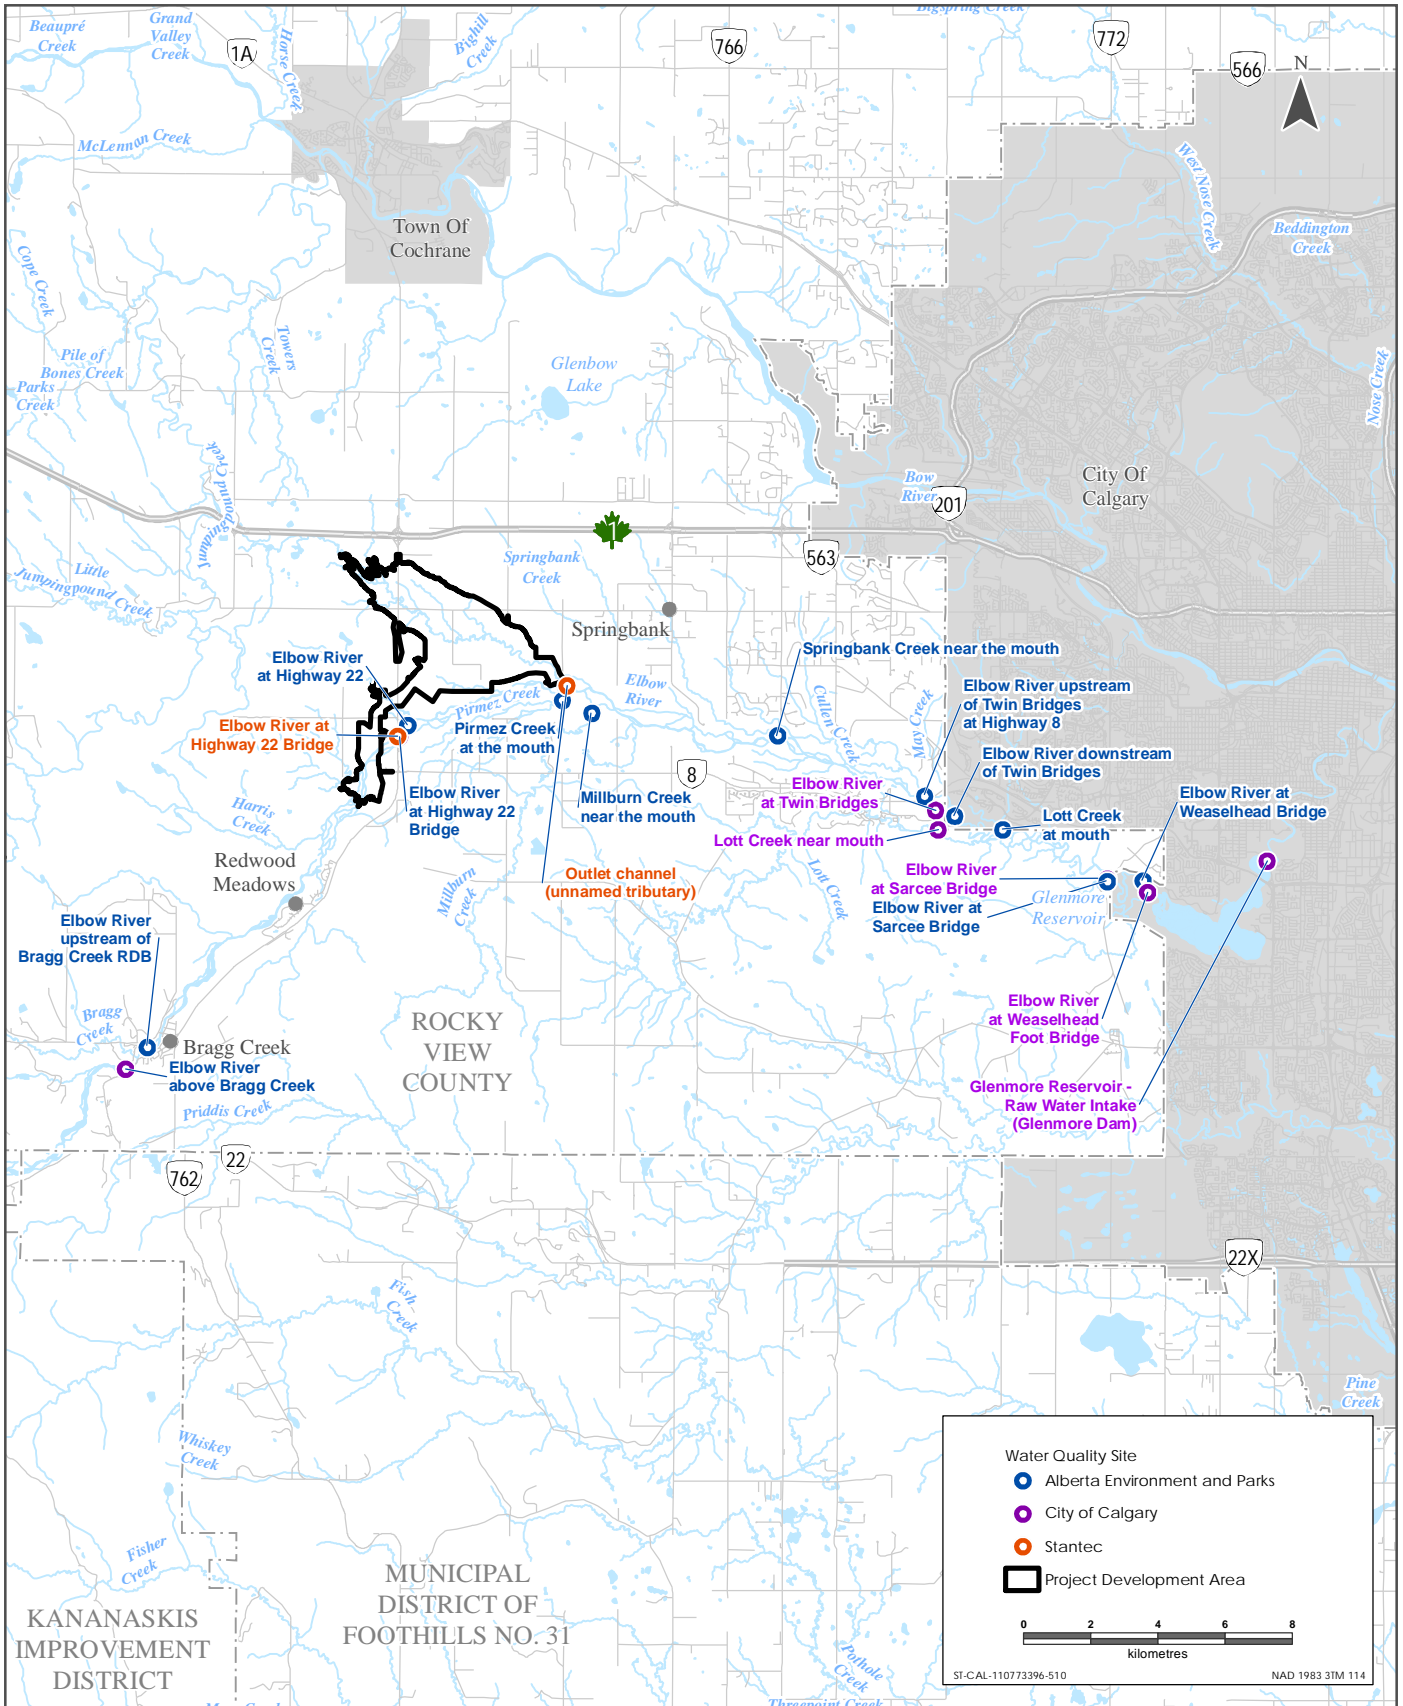 Beaupré
Creek
Grand
Valley
Creek
1A
Horse Creek
Bighill
Creek
766
Bigspring Creek
772
566
N
McLennan Creek
West Nose Creek
Beddington
Creek
Town Of
Cochrane
Cope Creek
Towers
Creek
Pile of
Bones Creek
Parks
Creek
Glenbow
Lake
Nose Creek
Jumpingpound Creek
City Of
Calgary
Bow
River
201
1
563
Springbank
Creek
Little
Jumpingpound Creek
Springbank
Elbow River
at Highway 22
Elbow
River
Pirmez Creek
Springbank Creek near the mouth
Cullen Creek
May Creek
Elbow River upstream
of Twin Bridges
at Highway 8
Elbow River at
Highway 22 Bridge
Pirmez Creek
at the mouth
Elbow River downstream
of Twin Bridges
8
Elbow River
at Twin Bridges
Elbow River at
Weaselhead Bridge
Elbow River
at Highway 22
Bridge
Millburn Creek
near the mouth
Harris
Creek
Lott Creek
at mouth
Lott Creek near mouth
Redwood
Meadows
Outlet channel
(unnamed tributary)
Millburn
Creek
Lott Creek
Elbow River
at Sarcee Bridge
Elbow River at
Sarcee Bridge
Glenmore
Reservoir
Elbow River
upstream of
Bragg Creek RDB
Bragg
Creek
Bragg Creek
Elbow River
above Bragg Creek
ROCKY
VIEW
COUNTY
Elbow River
at Weaselhead
Foot Bridge
Glenmore Reservoir -
Raw Water Intake
(Glenmore Dam)
Priddis Creek
22
762
22X
Fish
Creek
Pine
Creek
Whiskey
Creek
Fisher
Creek
MUNICIPAL
DISTRICT OF
FOOTHILLS NO. 31
KANANASKIS
IMPROVEMENT
DISTRICT
Pothole
Creek
Threepoint Creek
Water Quality Site
Alberta Environment and Parks
City of Calgary
Stantec
Project Development Area
0 2 4 6 8
kilometres
ST-CAL-110773396-510
NAD 1983 3TM 114